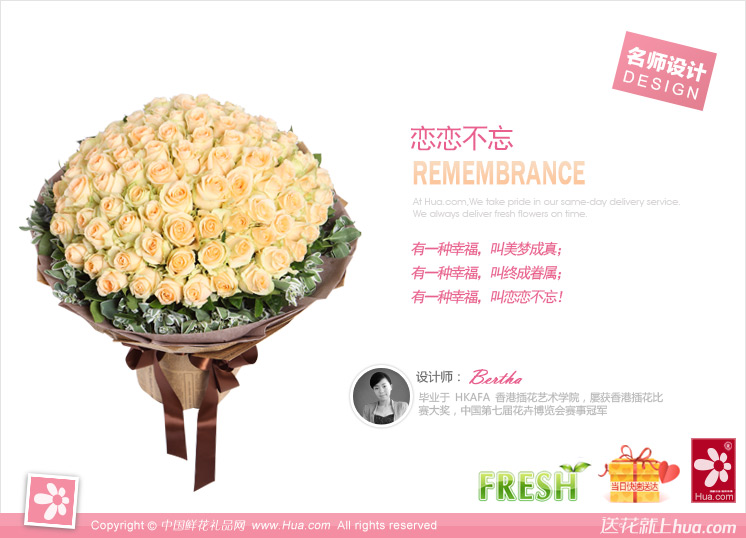 名师设计
DESIGN
恋恋不忘
REMEMBRANCE
At Hua.com,We take pride in our same-day delivery service.
We always deliver fresh flowers on time.
有一种幸福，叫美梦成真；
有一种幸福，叫终成眷属；
有一种幸福，叫恋恋不忘！
设计师： Bertha
毕业于 HKAFA 香港插花艺术学院，屡获香港插花比
赛大奖，中国第七届花卉博览会赛事冠军
FRESH
当日快速送达
Hua.com
Copyright © 中国鲜花礼品网 www.Hua.com All rights reserved
送花就上hua.com